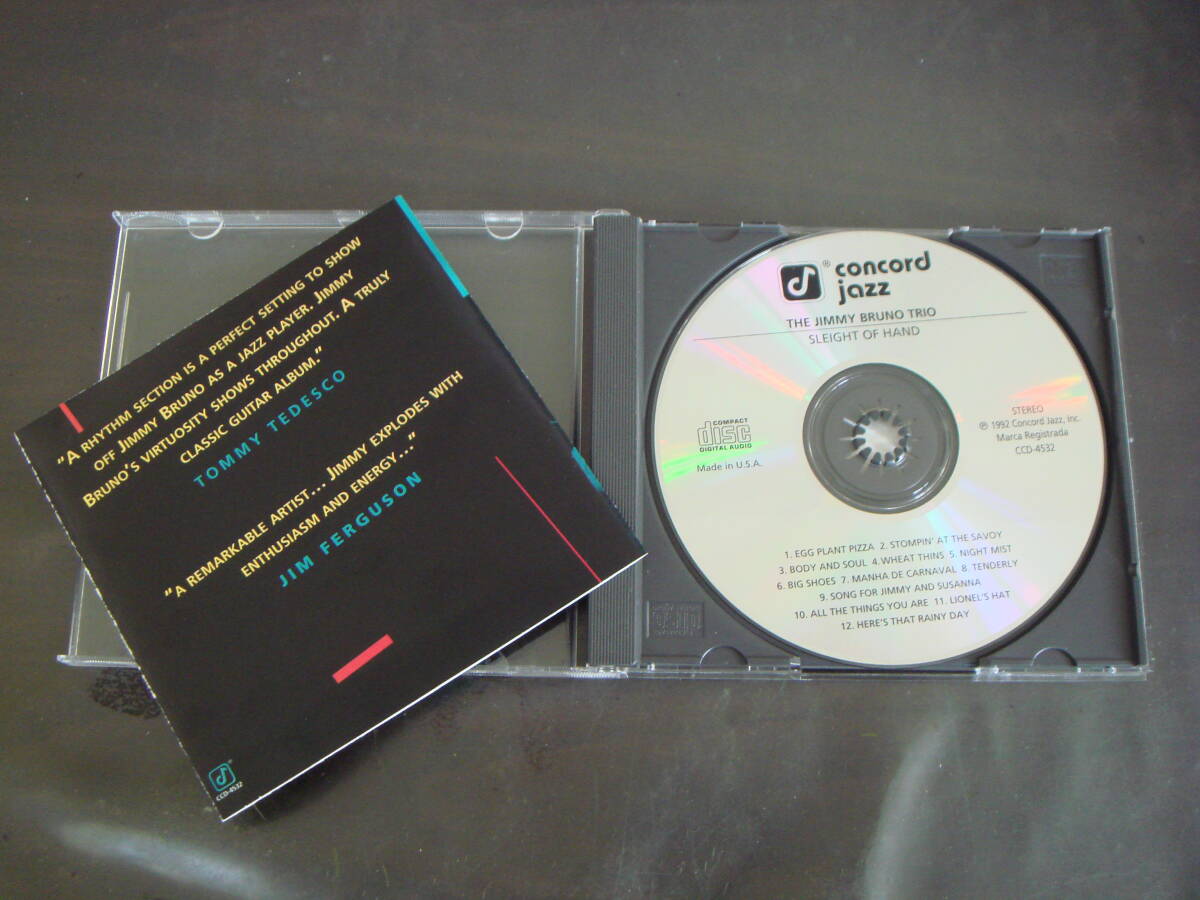 "A RHYTHM SECTION IS A PERFECT SETTING TO SHOW
OFF JIMMY BRUNO AS A JAZZ PLAYER. JIMMY
BRUNO'S VIRTUOSITY SHOWS THROUGHOUT. A TRULY
CLASSIC GUITAR ALBUM."
TOMMY TEDESCO
"A REMARKABLE ARTIST... JIMMY EXPLODES WITH
ENTHUSIASM AND ENERGY..."
JIM FERGUSON
®
CCD-4532
® concord
jazz
THE JIMMY BRUNO TRIO
SLEIGHT OF HAND
COMPACT
disc
DIGITAL AUDIO
Made in U.S.A.
STEREO
℗ 1992 Concord Jazz, Inc.
Marca Registrada
CCD-4532
1. EGG PLANT PIZZA 2. STOMPIN' AT THE SAVOY
3. BODY AND SOUL 4. WHEAT THINS 5. NIGHT MIST
6. BIG SHOES 7. MANHA DE CARNAVAL 8. TENDERLY
9. SONG FOR JIMMY AND SUSANNA
10. ALL THE THINGS YOU ARE 11. LIONEL'S HAT
12. HERE'S THAT RAINY DAY